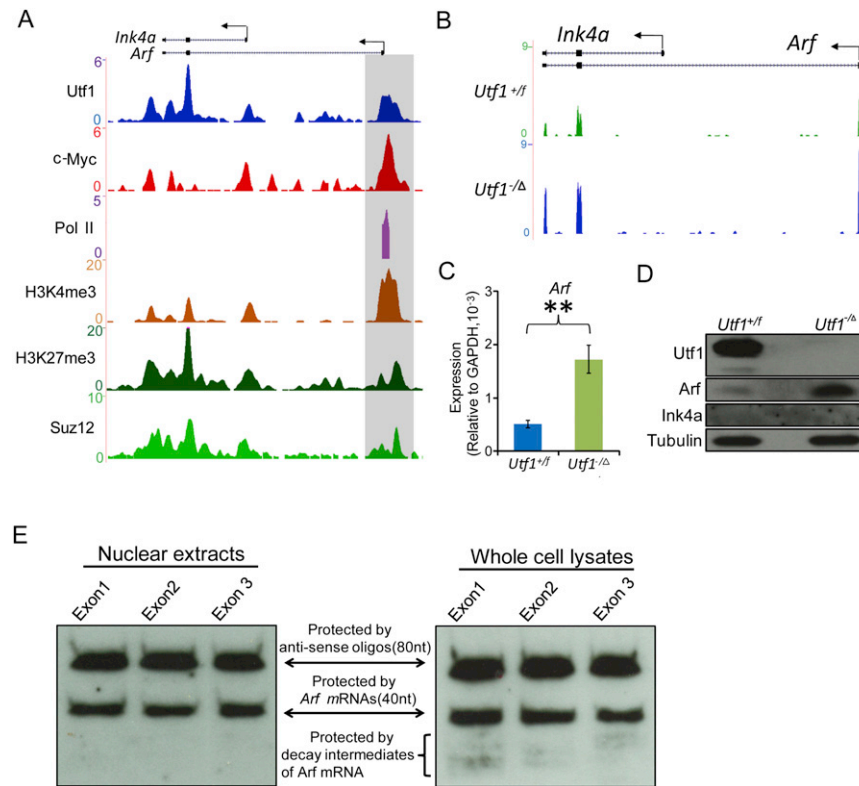 A
Ink4a
Arf
6
Utf1
0
6
c-Myc
0
5
Pol II
0
20
H3K4me3
0
20
H3K27me3
0
10
Suz12
0
B
9
Ink4a
Arf
Utf1+/f
0
9
Utf1-/Δ
0
C
Arf
**
3
2
1
0
Expression
(Relative to GAPDH,10-3)
Utf1+/f
Utf1-/Δ
D
Utf1+/f
Utf1-/Δ
Utf1
Arf
Ink4a
Tubulin
E
Nuclear extracts
Whole cell lysates
Exon1
Exon2
Exon 3
Exon1
Exon2
Exon 3
Protected by
anti-sense oligos(80nt)
Protected by
Arf mRNAs(40nt)
Protected by
decay intermediates
of Arf mRNA